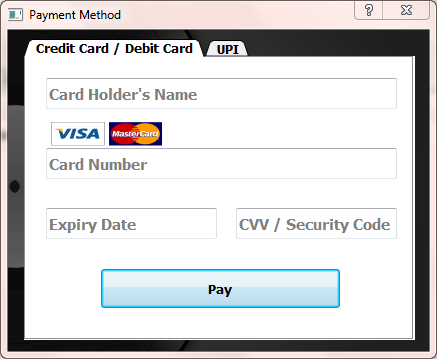 Payment Method
Credit Card / Debit Card UPI
Card Holder's Name
VISA MasterCard
Card Number
Expiry Date CVV / Security Code
Pay